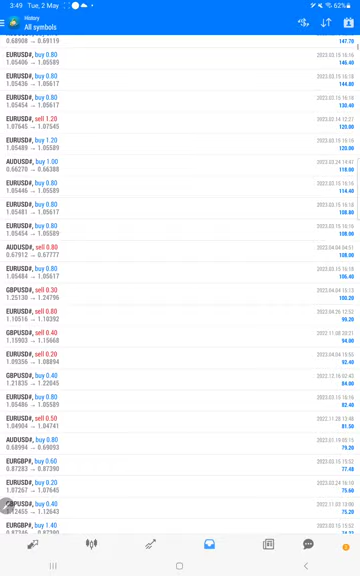 3:49 Tue, 2 May 62%
History
All symbols
0.68908 → 0.69119 147.70
EURUSD#, buy 0.80 2023.03.15 16:16
1.05406 → 1.05589 146.40
EURUSD#, buy 0.80 2023.03.15 16:18
1.05436 → 1.05617 144.80
EURUSD#, buy 0.80 2023.03.15 16:18
1.05454 → 1.05617 130.40
EURUSD#, sell 1.20 2023.03.14 12:27
1.07645 → 1.07545 120.00
EURUSD#, buy 1.20 2023.03.15 16:16
1.05489 → 1.05589 120.00
AUDUSD#, buy 1.00 2023.03.24 14:47
0.66270 → 0.66388 118.00
EURUSD#, buy 0.80 2023.03.15 16:16
1.05446 → 1.05589 114.40
EURUSD#, buy 0.80 2023.03.15 16:18
1.05481 → 1.05617 108.80
EURUSD#, buy 0.80 2023.03.15 16:16
1.05454 → 1.05589 108.00
AUDUSD#, sell 0.80 2023.04.04 04:51
0.67912 → 0.67777 108.00
EURUSD#, buy 0.80 2023.03.15 16:18
1.05484 → 1.05617 106.40
GBPUSD#, sell 0.30 2023.04.04 15:13
1.25130 → 1.24796 100.20
EURUSD#, sell 0.80 2023.04.26 12:52
1.10516 → 1.10392 99.20
GBPUSD#, sell 0.40 2022.11.08 20:21
1.15903 → 1.15668 94.00
EURUSD#, sell 0.20 2023.04.04 19:55
1.09356 → 1.08894 92.40
GBPUSD#, buy 0.40 2022.12.16 02:43
1.21835 → 1.22045 84.00
EURUSD#, buy 0.80 2023.03.15 16:16
1.05486 → 1.05589 82.40
EURUSD#, sell 0.50 2022.11.28 13:48
1.04904 → 1.04741 81.50
AUDUSD#, buy 0.80 2023.01.19 05:15
0.68994 → 0.69093 79.20
EURGBP#, buy 0.60 2023.03.15 15:52
0.87283 → 0.87390 77.48
EURUSD#, buy 0.20 2023.03.24 16:10
1.07267 → 1.07645 75.60
GBPUSD#, buy 0.40 2022.11.03 13:00
1.12455 → 1.12643 75.20
EURGBP#, buy 1.40 2023.03.15 15:52